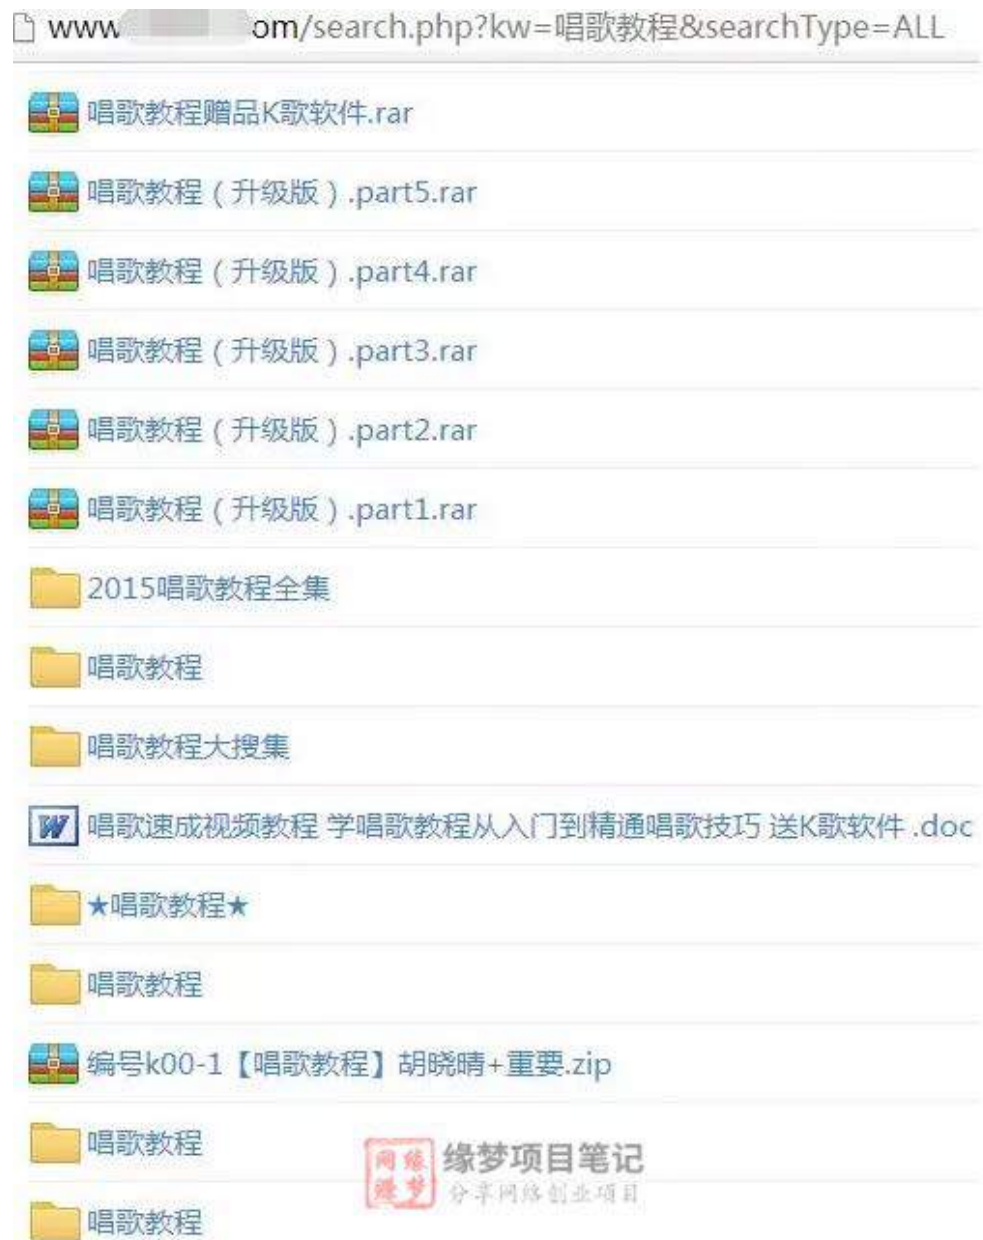 www om/search.php?kw=唱歌教程&searchType=ALL
唱歌教程赠品K歌软件.rar
唱歌教程（升级版）.part5.rar
唱歌教程（升级版）.part4.rar
唱歌教程（升级版）.part3.rar
唱歌教程（升级版）.part2.rar
唱歌教程（升级版）.part1.rar
2015唱歌教程全集
唱歌教程
唱歌教程大搜集
唱歌速成视频教程 学唱歌教程从入门到精通唱歌技巧 送K歌软件 .doc
★唱歌教程★
唱歌教程
编号k00-1【唱歌教程】胡晓晴+重要.zip
唱歌教程
网缘
赚梦
缘梦项目笔记
分享网络创业项目
唱歌教程